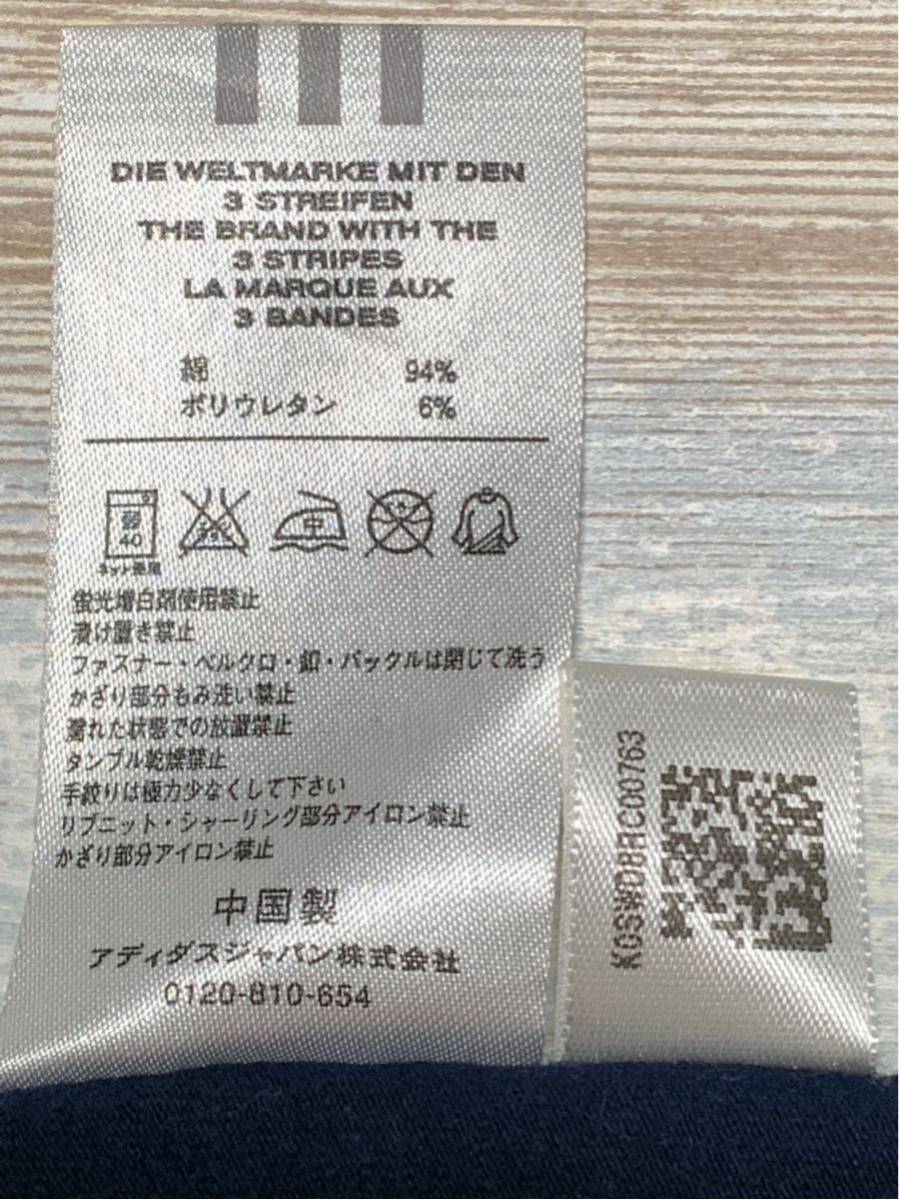 DIE WELTMARKE MIT DEN
3 STREIFEN
THE BRAND WITH THE
3 STRIPES
LA MARQUE AUX
3 BANDES
綿 94%
ポリウレタン 6%
弱
40
中
ネット使用
蛍光増白剤使用禁止
漬け置き禁止
ファスナー・ベルクロ・釦・バックルは閉じて洗う
かざり部分もみ洗い禁止
濡れた状態での放置禁止
タンブル乾燥禁止
手絞りは極力少なくして下さい
リブニット・シャーリング部分アイロン禁止
かざり部分アイロン禁止
中国製
アディダスジャパン株式会社
0120-810-654